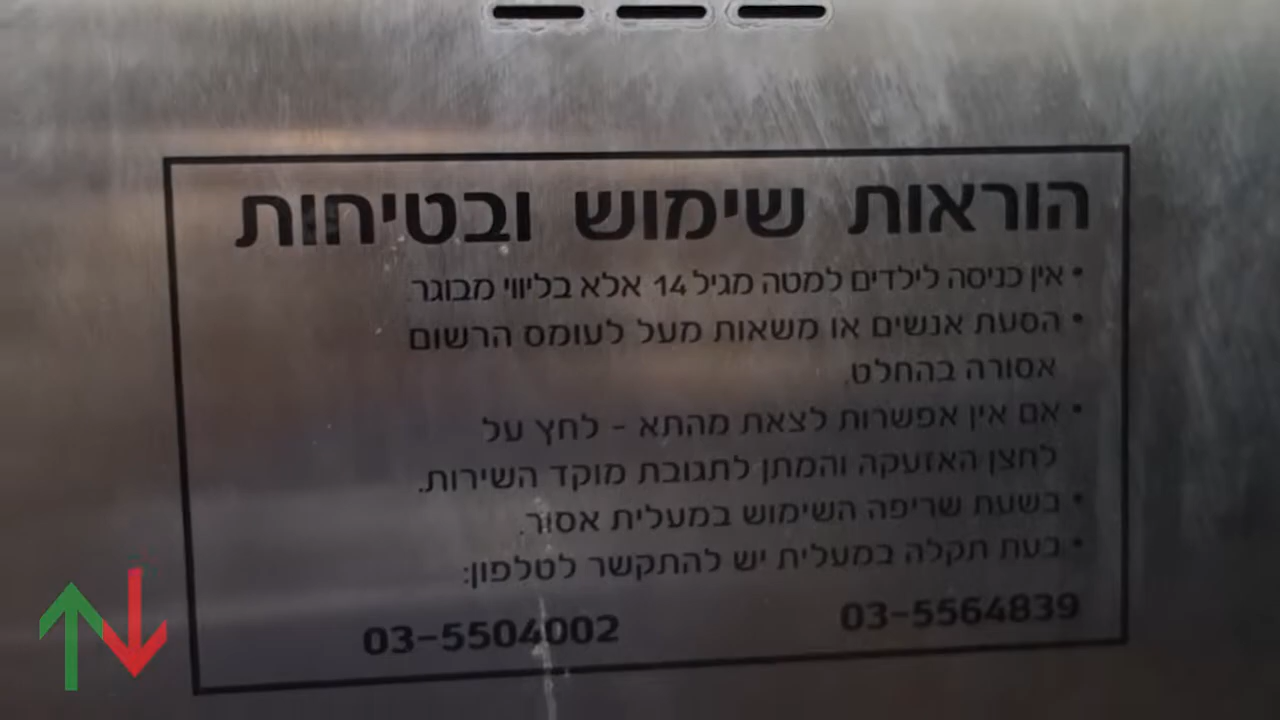 הוראות שימוש ובטיחות
• אין כניסה לילדים למטה מגיל 14 אלא בליווי מבוגר
• הסעת אנשים או משאות מעל לעומס הרשום
אסורה בהחלט.
• אם אין אפשרות לצאת מהתא - לחץ על
לחצן האזעקה והמתן לתגובת מוקד השירות.
• בשעת שריפה השימוש במעלית אסור.
• בעת תקלה במעלית יש להתקשר לטלפון:
03-5564839 03-5504002